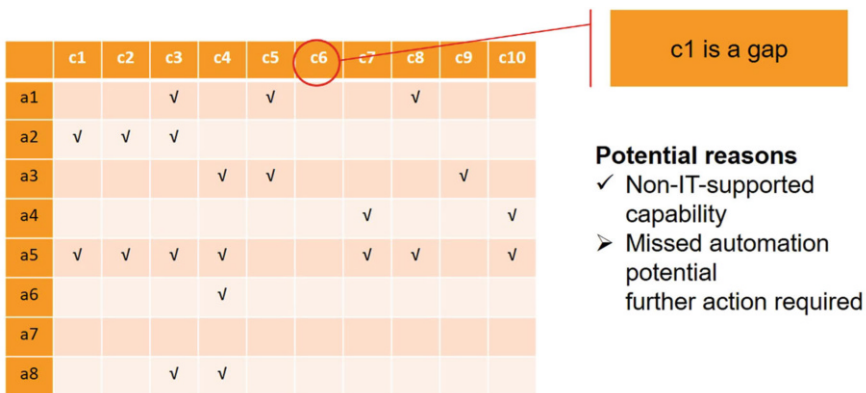 c1 c2 c3 c4 c5 c6 c7 c8 c9 c10
a1 √ √ √
a2 √ √ √
a3 √ √ √
a4 √ √
a5 √ √ √ √ √ √ √
a6 √
a7
a8 √ √
c1 is a gap
Potential reasons
✓ Non-IT-supported
capability
➢ Missed automation
potential
further action required